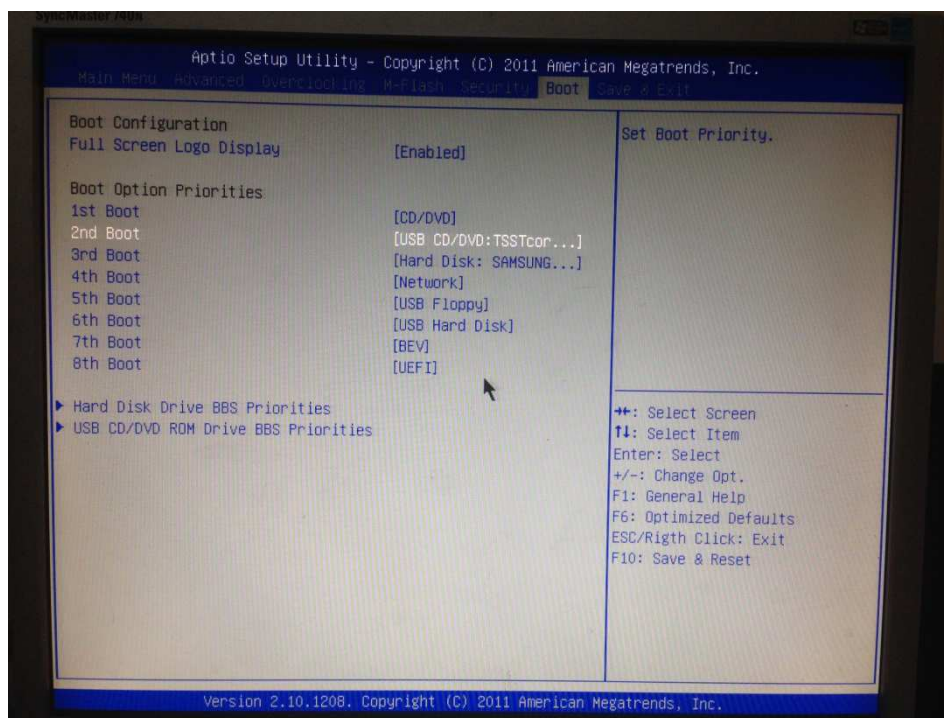 SyncMaster 740N
Aptio Setup Utility – Copyright (C) 2011 American Megatrends, Inc.
Main Menu Advanced Overclocking M-Flash Security Boot Save & Exit
Boot Configuration
Full Screen Logo Display [Enabled]
Boot Option Priorities
1st Boot [CD/DVD]
2nd Boot [USB CD/DVD:TSSTcor...]
3rd Boot [Hard Disk: SAMSUNG...]
4th Boot [Network]
5th Boot [USB Floppy]
6th Boot [USB Hard Disk]
7th Boot [BEV]
8th Boot [UEFI]
Hard Disk Drive BBS Priorities
USB CD/DVD ROM Drive BBS Priorities
Set Boot Priority.
→←: Select Screen
↑↓: Select Item
Enter: Select
+/-: Change Opt.
F1: General Help
F6: Optimized Defaults
ESC/Rigth Click: Exit
F10: Save & Reset
Version 2.10.1208. Copyright (C) 2011 American Megatrends, Inc.